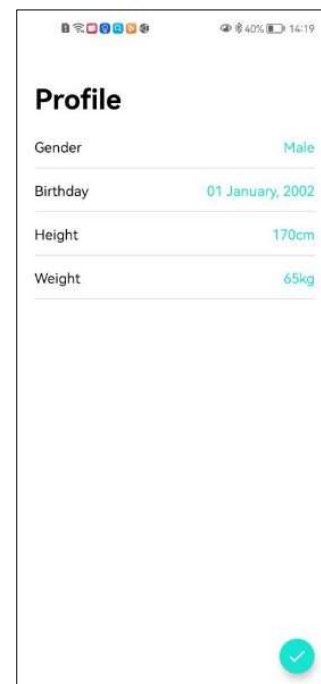 40% 14:19
Profile
Gender Male
Birthday 01 January, 2002
Height 170cm
Weight 65kg